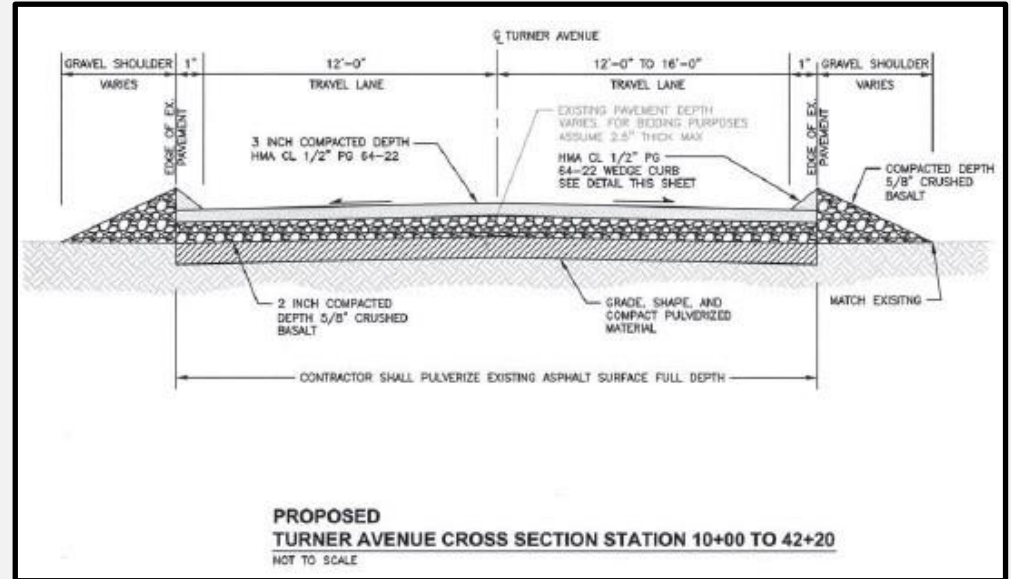 ℄ TURNER AVENUE
GRAVEL SHOULDER
VARIES
1"
12'-0"
TRAVEL LANE
12'-0" TO 16'-0"
TRAVEL LANE
1"
GRAVEL SHOULDER
VARIES
EDGE OF EX.
PAVEMENT
3 INCH COMPACTED DEPTH
HMA CL 1/2" PG 64-22
EXISTING PAVEMENT DEPTH
VARIES. FOR BIDDING PURPOSES
ASSUME 2.5" THICK MAX
HMA CL 1/2" PG
64-22 WEDGE CURB
SEE DETAIL THIS SHEET
EDGE OF EX.
PAVEMENT
COMPACTED DEPTH
5/8" CRUSHED
BASALT
2 INCH COMPACTED
DEPTH 5/8" CRUSHED
BASALT
GRADE, SHAPE, AND
COMPACT PULVERIZED
MATERIAL
MATCH EXISITNG
CONTRACTOR SHALL PULVERIZE EXISTING ASPHALT SURFACE FULL DEPTH
PROPOSED
TURNER AVENUE CROSS SECTION STATION 10+00 TO 42+20
NOT TO SCALE